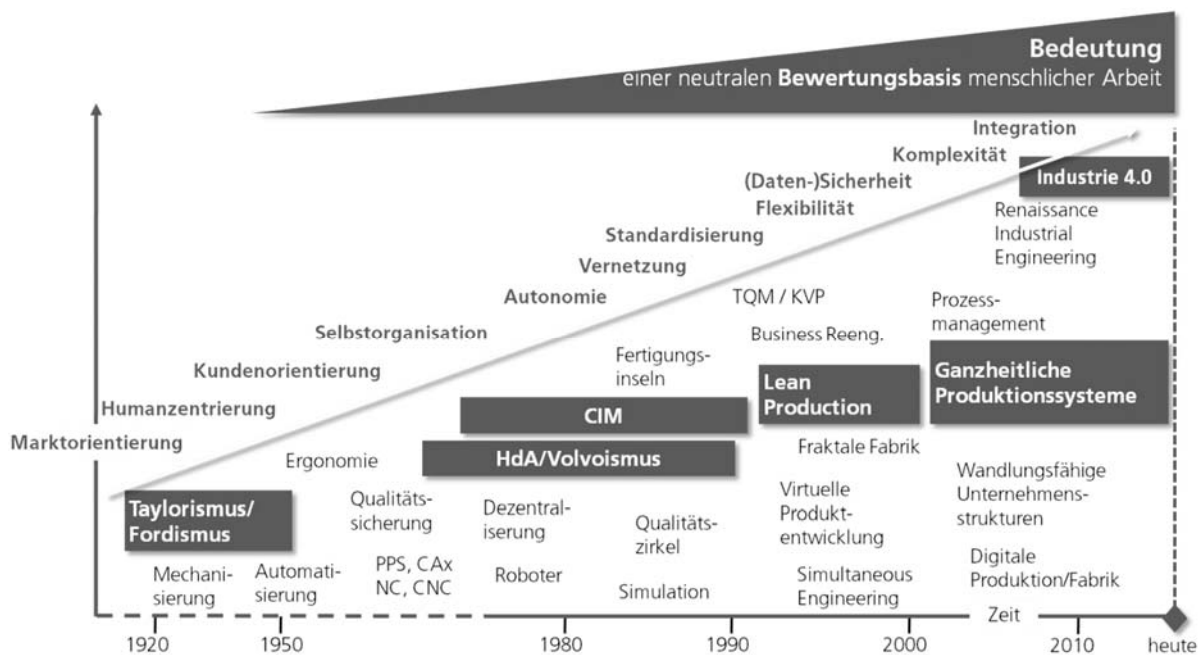 Bedeutung
einer neutralen Bewertungsbasis menschlicher Arbeit
Integration
Komplexität
(Daten-)Sicherheit
Flexibilität
Standardisierung
Vernetzung
Autonomie
Selbstorganisation
Kundenorientierung
Humanzentrierung
Marktorientierung
Industrie 4.0
Renaissance
Industrial
Engineering
TQM / KVP
Business Reeng.
Prozess-
management
Fertigungs-
inseln
Lean
Production
Ganzheitliche
Produktionssysteme
CIM
HdA/Volvoismus
Ergonomie
Fraktale Fabrik
Taylorismus/
Fordismus
Qualitäts-
sicherung
Dezentral-
iserung
Qualitäts-
zirkel
Virtuelle
Produkt-
entwicklung
Wandlungsfähige
Unternehmens-
strukturen
Mechani-
sierung
Automati-
sierung
PPS, CAx
NC, CNC
Roboter
Simulation
Simultaneous
Engineering
Digitale
Produktion/Fabrik
Zeit
1920
1950
1980
1990
2000
2010
heute